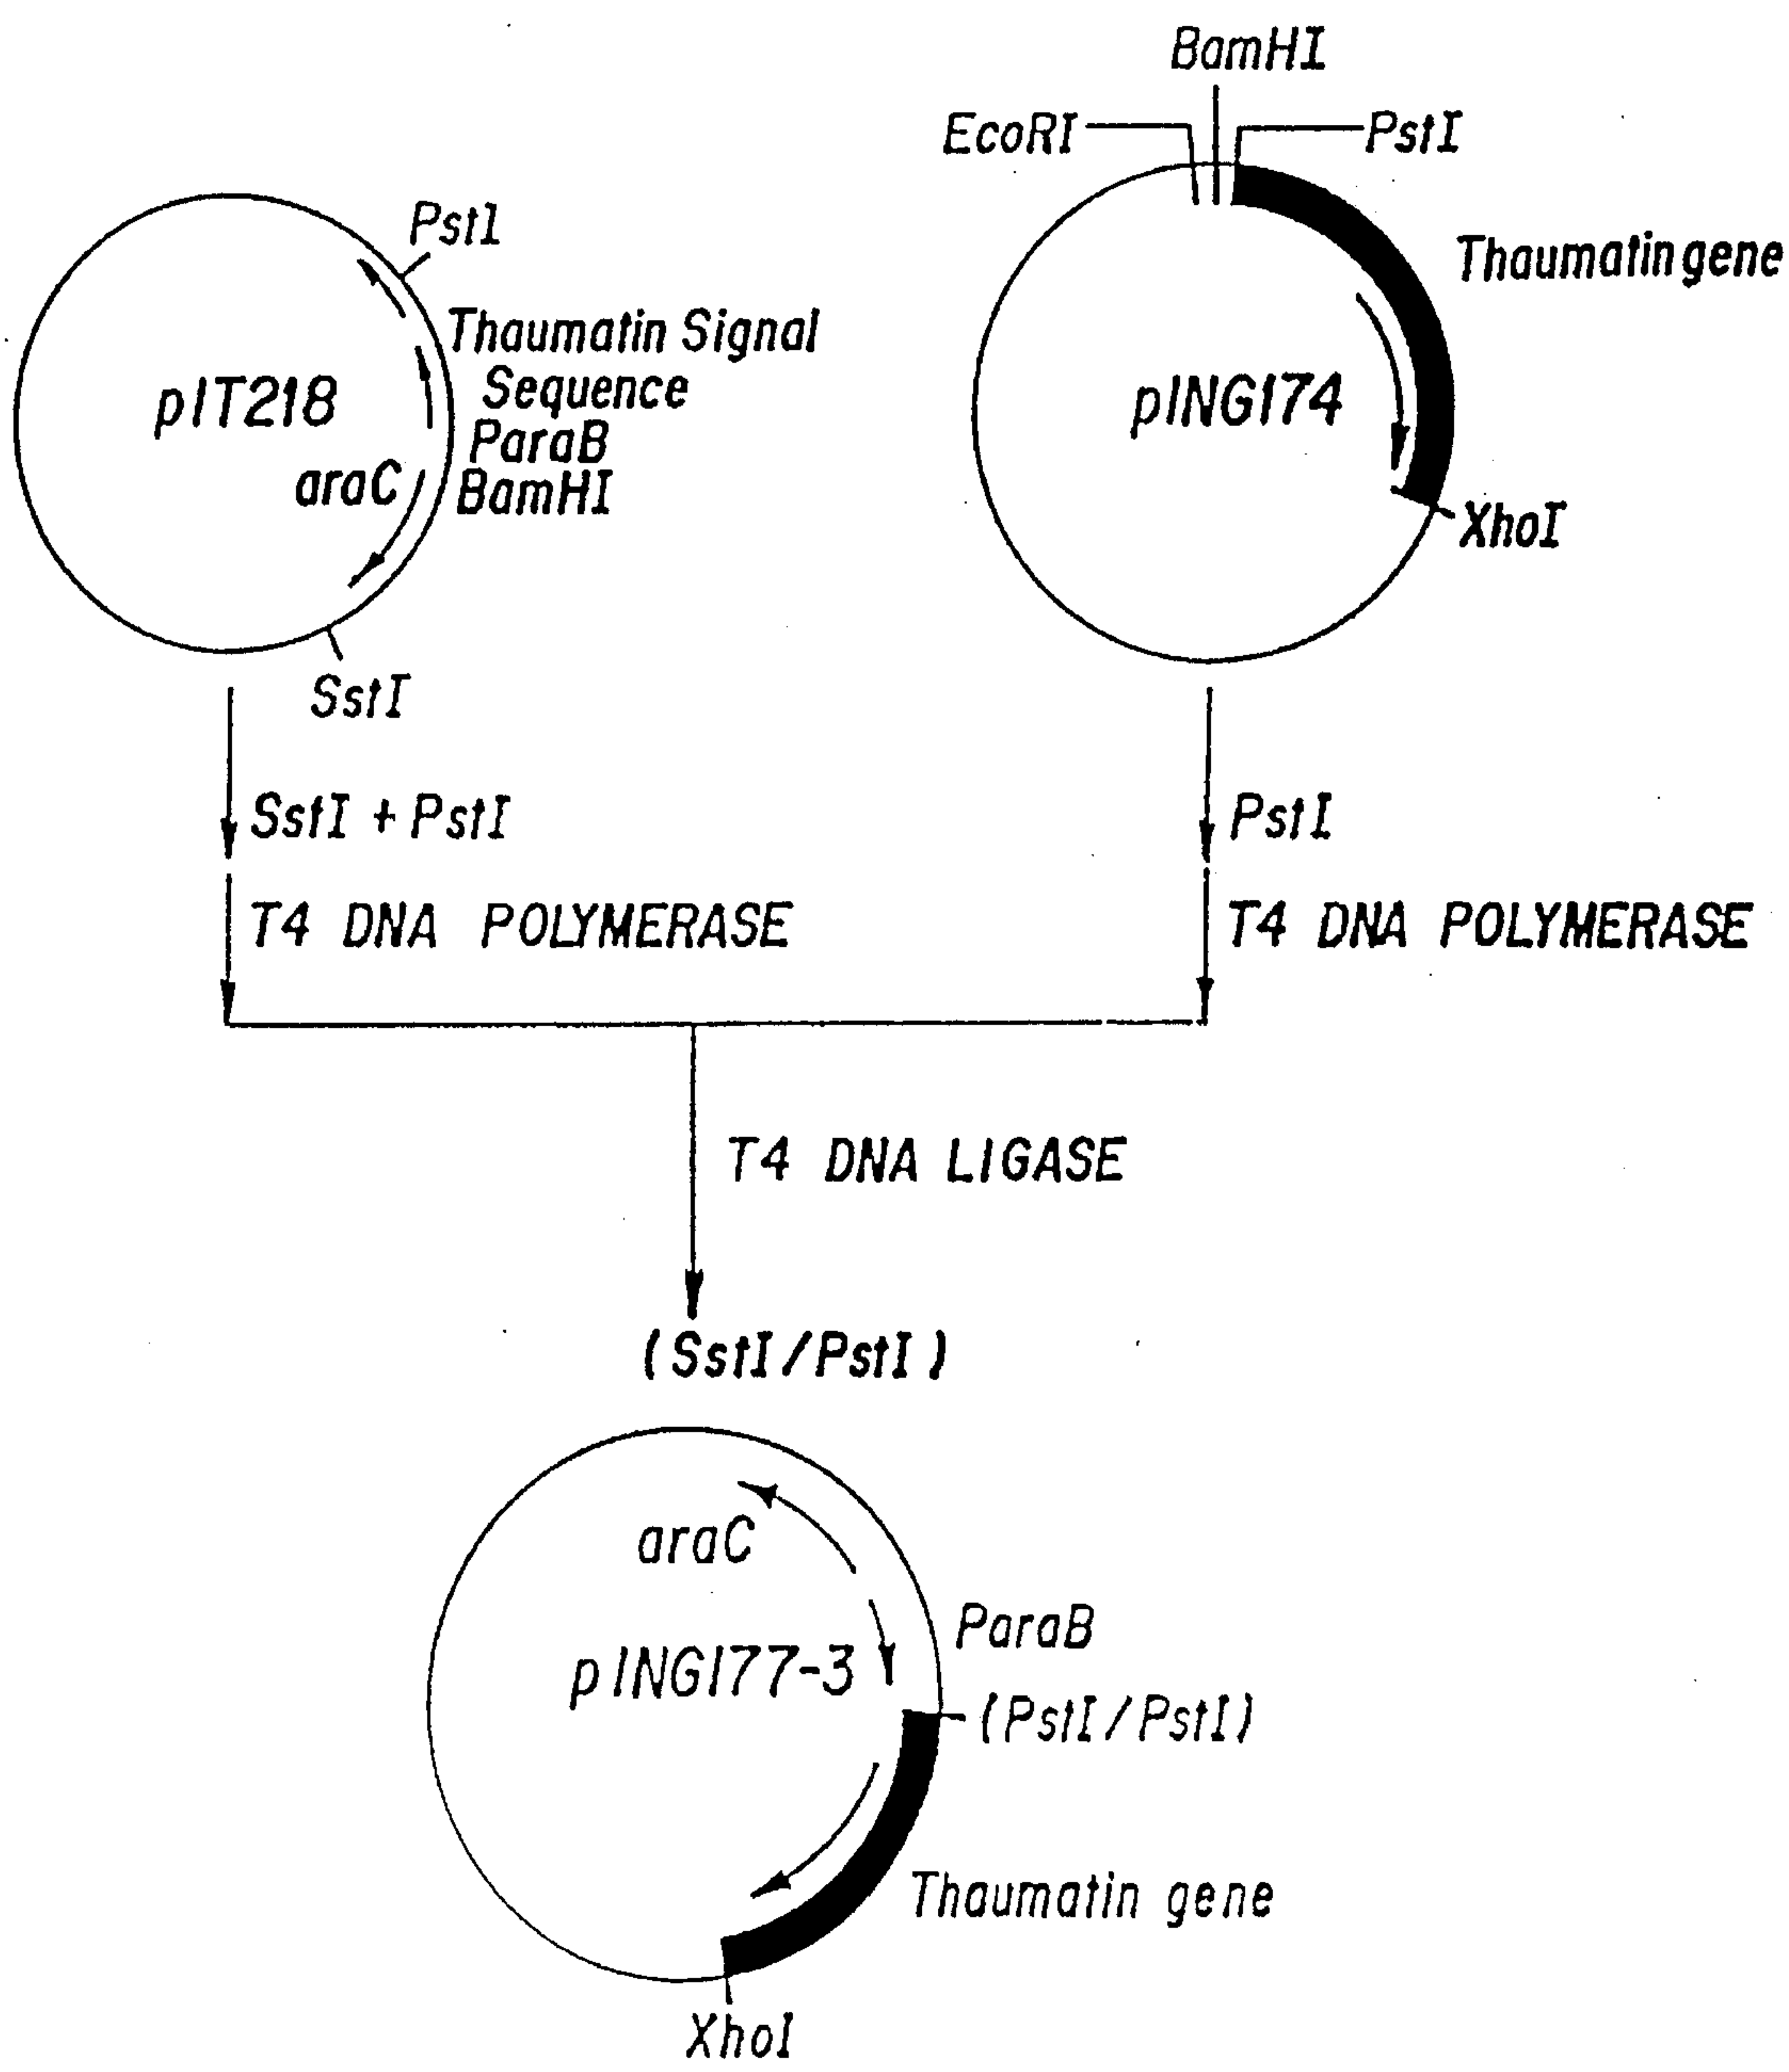 BamHI
EcoRI
PstI
PstI
Thaumatin gene
Thaumatin Signal
Sequence
ParaB
BamHI
pIT218
araC
pING174
XhoI
SstI
SstI + PstI
PstI
T4 DNA POLYMERASE
T4 DNA POLYMERASE
T4 DNA LIGASE
(SstI/PstI)
araC
ParaB
pING177-3
(PstI/PstI)
Thaumatin gene
XhoI